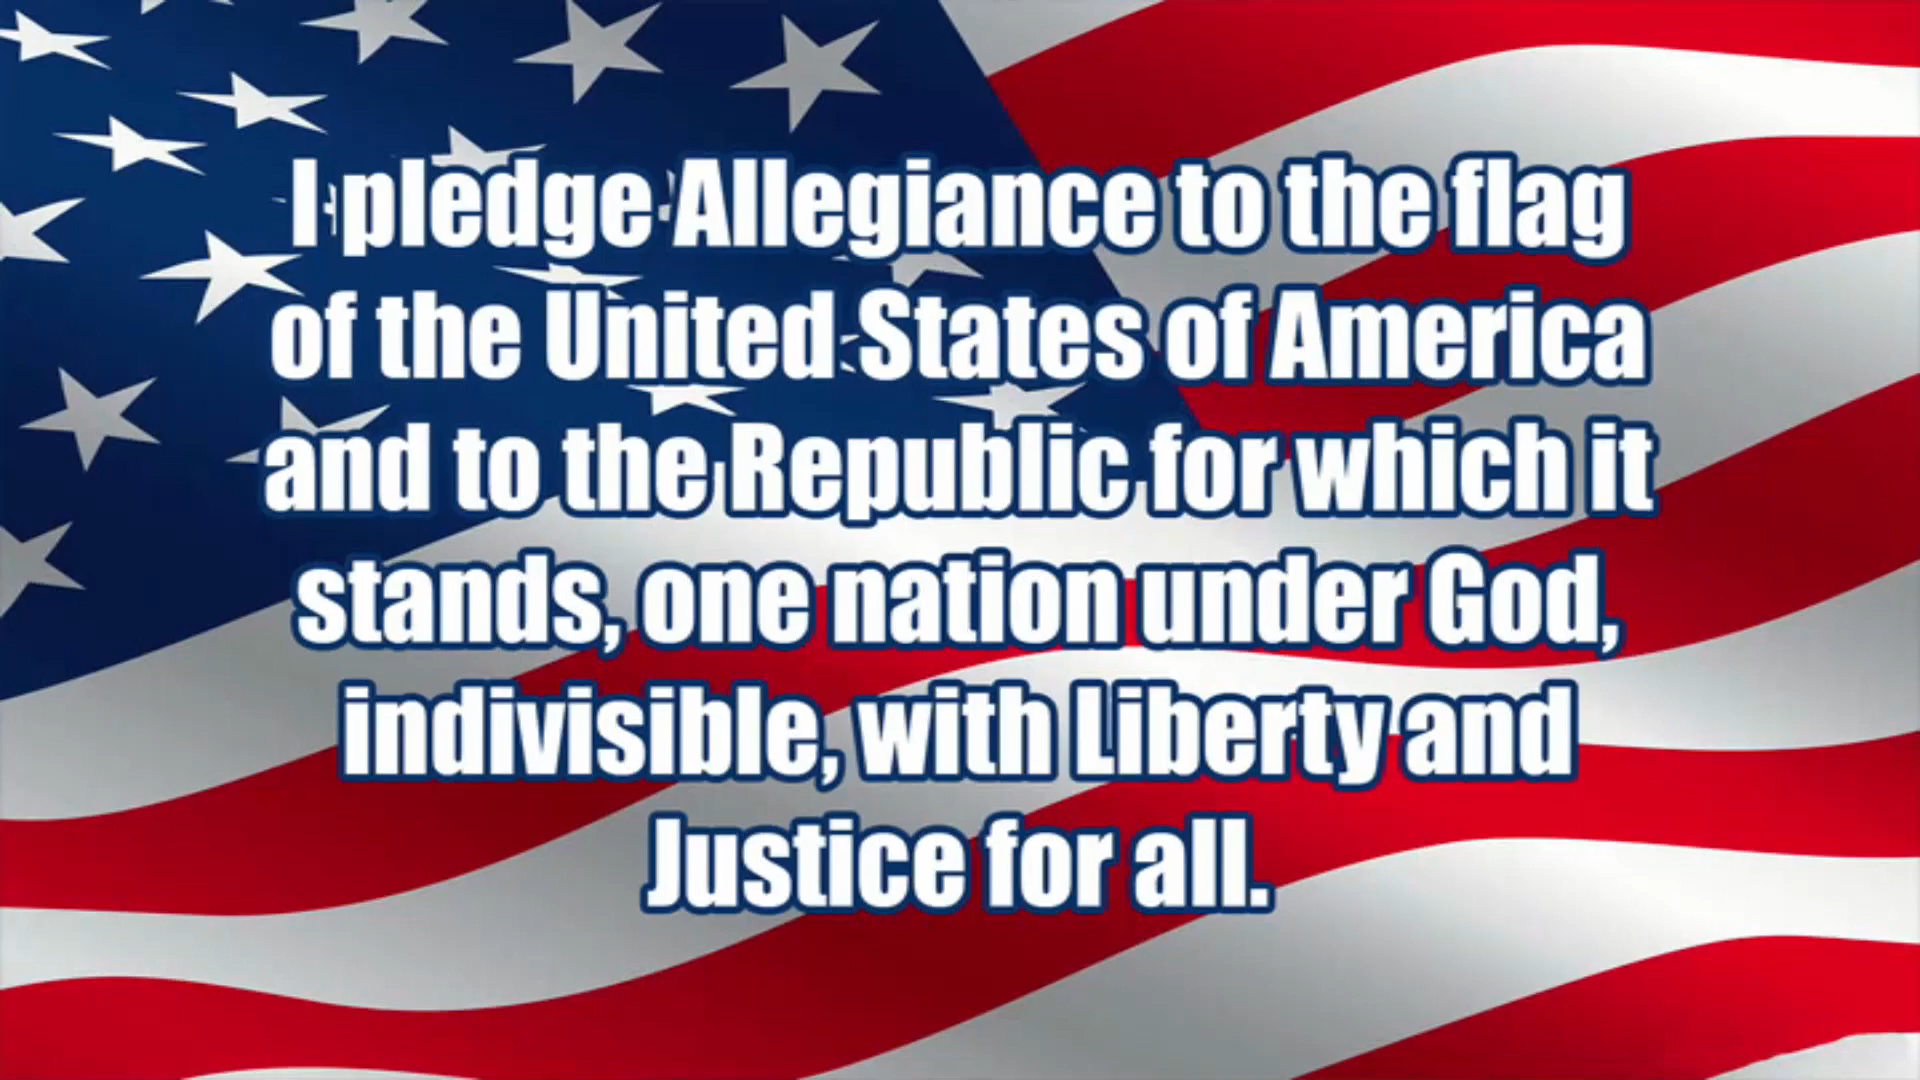 I pledge Allegiance to the flag
of the United States of America
and to the Republic for which it
stands, one nation under God,
indivisible, with Liberty and
Justice for all.